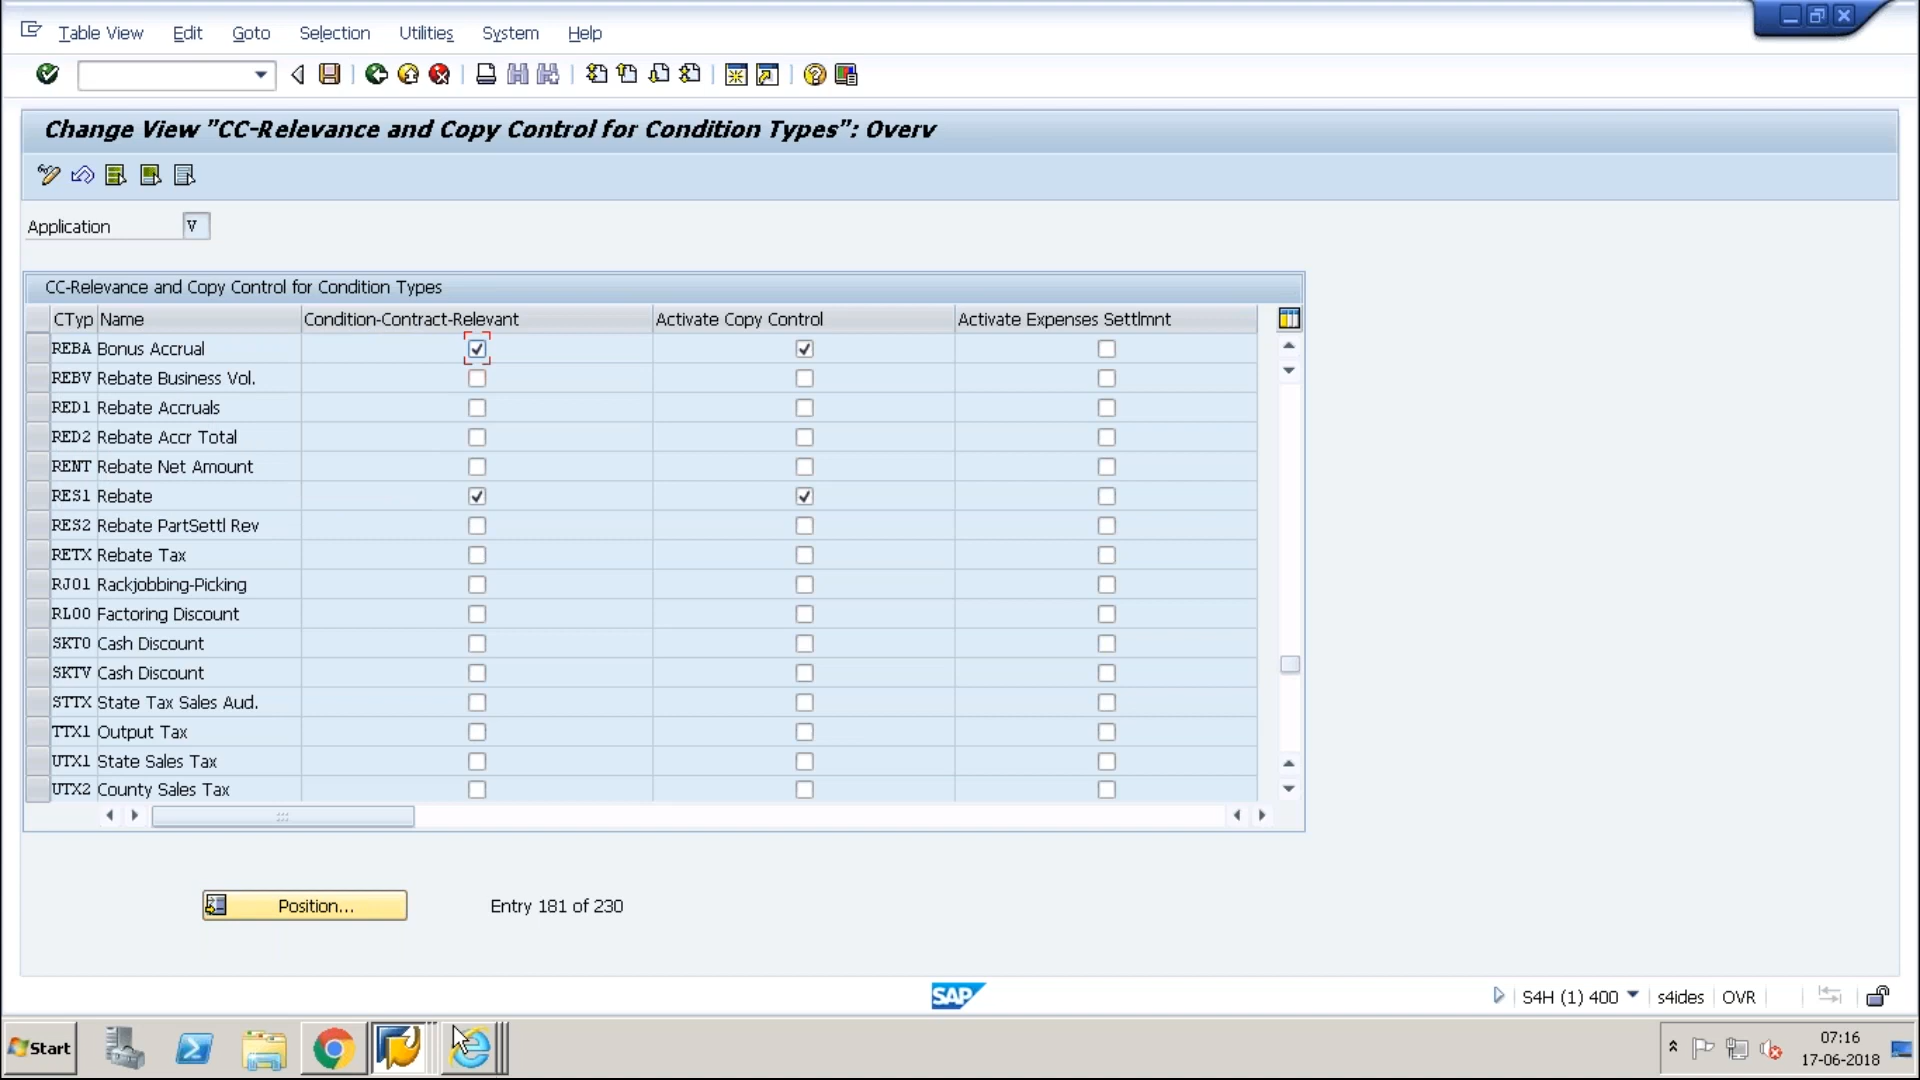 Table View Edit Goto Selection Utilities System Help
Change View "CC-Relevance and Copy Control for Condition Types": Overv
Application V
CC-Relevance and Copy Control for Condition Types
CTyp Name Condition-Contract-Relevant Activate Copy Control Activate Expenses Settlmnt
REBA Bonus Accrual
REBV Rebate Business Vol.
RED1 Rebate Accruals
RED2 Rebate Accr Total
RENT Rebate Net Amount
RES1 Rebate
RES2 Rebate PartSettl Rev
RETX Rebate Tax
RJ01 Rackjobbing-Picking
RL00 Factoring Discount
SKTO Cash Discount
SKTV Cash Discount
STTX State Tax Sales Aud.
TTX1 Output Tax
UTX1 State Sales Tax
UTX2 County Sales Tax
Position... Entry 181 of 230
SAP S4H (1) 400 s4ides OVR
Start 07:16
17-06-2018